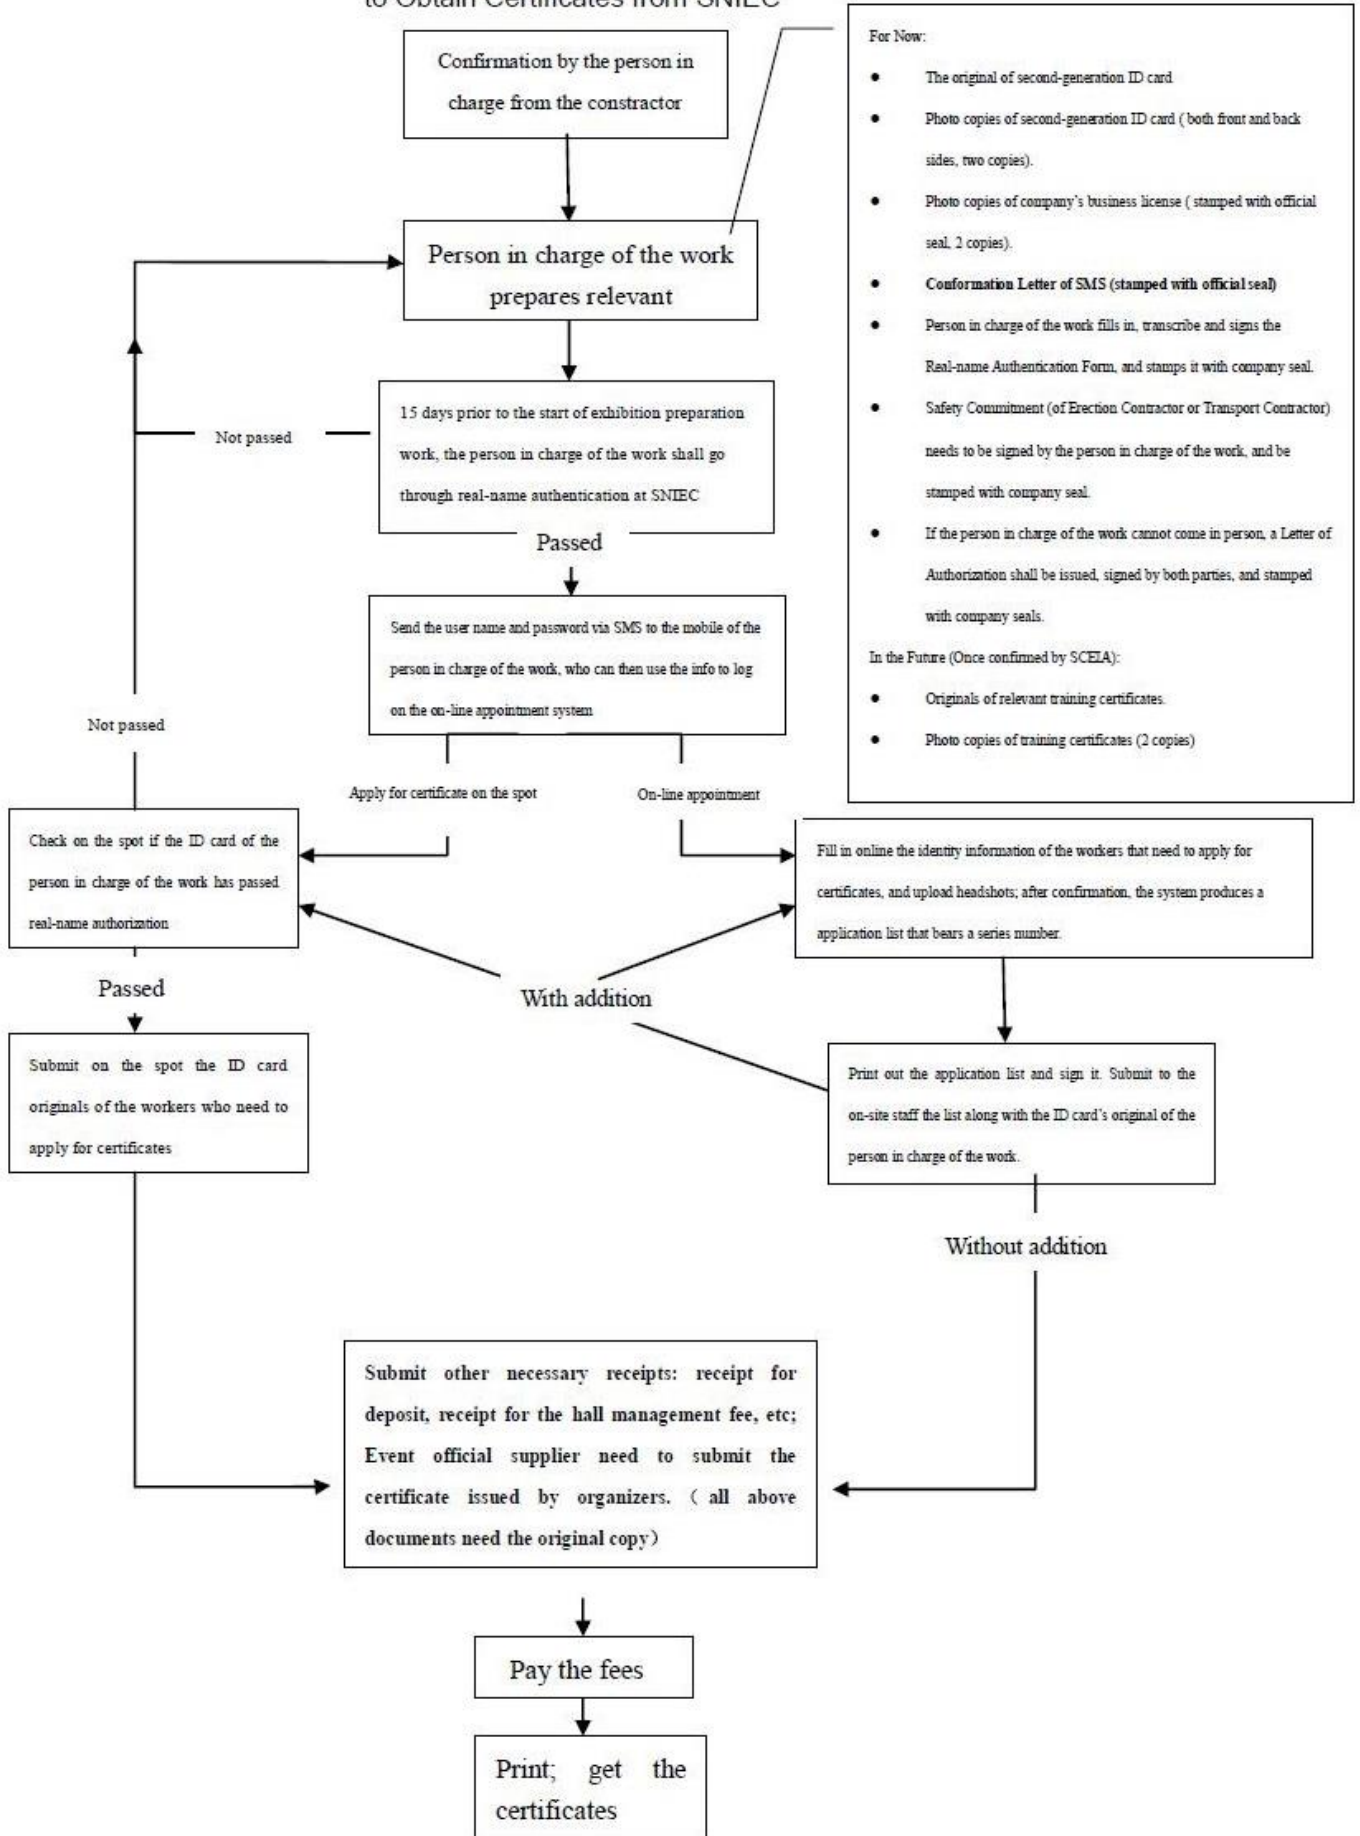 to Obtain Certificates from SNIEC
Confirmation by the person in
charge from the constractor
Person in charge of the work
prepares relevant
15 days prior to the start of exhibition preparation
work, the person in charge of the work shall go
through real-name authentication at SNIEC
Not passed
Passed
Send the user name and password via SMS to the mobile of the
person in charge of the work, who can then use the info to log
on the on-line appointment system
Not passed
Apply for certificate on the spot
On-line appointment
For Now:
● The original of second-generation ID card
● Photo copies of second-generation ID card ( both front and back
sides, two copies).
● Photo copies of company's business license ( stamped with official
seal, 2 copies).
● Conformation Letter of SMS (stamped with official seal)
● Person in charge of the work fills in, transcribe and signs the
Real-name Authentication Form, and stamps it with company seal.
● Safety Commitment (of Erection Contractor or Transport Contractor)
needs to be signed by the person in charge of the work, and be
stamped with company seal.
● If the person in charge of the work cannot come in person, a Letter of
Authorization shall be issued, signed by both parties, and stamped
with company seals.
In the Future (Once confirmed by SCEIA):
● Originals of relevant training certificates.
● Photo copies of training certificates (2 copies)
Check on the spot if the ID card of the
person in charge of the work has passed
real-name authorization
Fill in online the identity information of the workers that need to apply for
certificates, and upload headshots; after confirmation, the system produces a
application list that bears a series number.
Passed
With addition
Submit on the spot the ID card
originals of the workers who need to
apply for certificates
Print out the application list and sign it. Submit to the
on-site staff the list along with the ID card's original of the
person in charge of the work.
Without addition
Submit other necessary receipts: receipt for
deposit, receipt for the hall management fee, etc;
Event official supplier need to submit the
certificate issued by organizers. ( all above
documents need the original copy)
Pay the fees
Print; get the
certificates